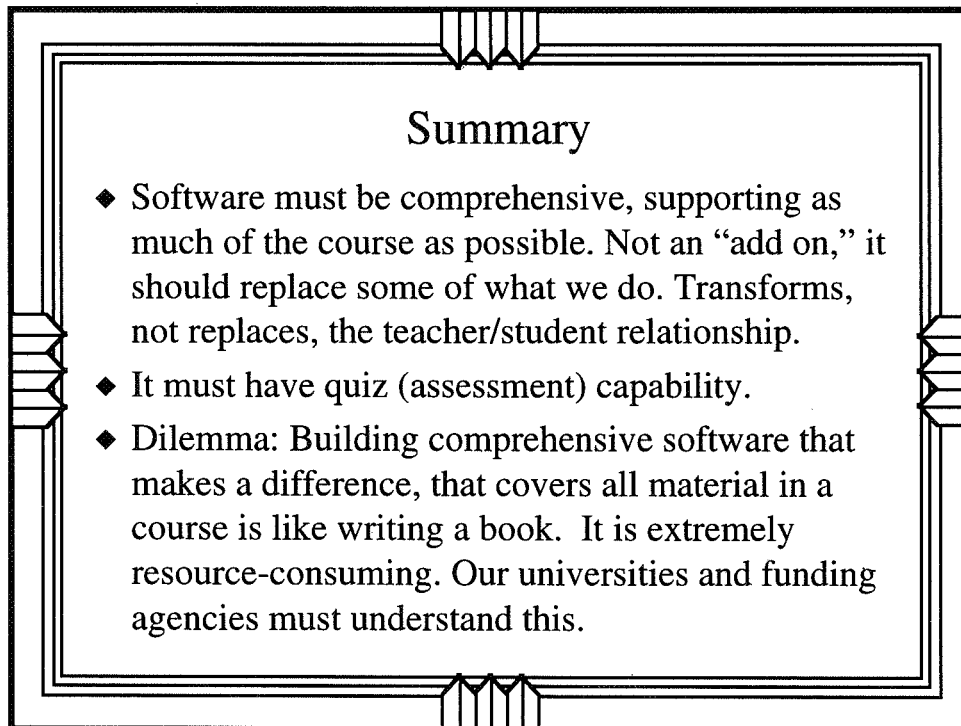 Summary
◆ Software must be comprehensive, supporting as
much of the course as possible. Not an “add on,” it
should replace some of what we do. Transforms,
not replaces, the teacher/student relationship.
◆ It must have quiz (assessment) capability.
◆ Dilemma: Building comprehensive software that
makes a difference, that covers all material in a
course is like writing a book. It is extremely
resource-consuming. Our universities and funding
agencies must understand this.